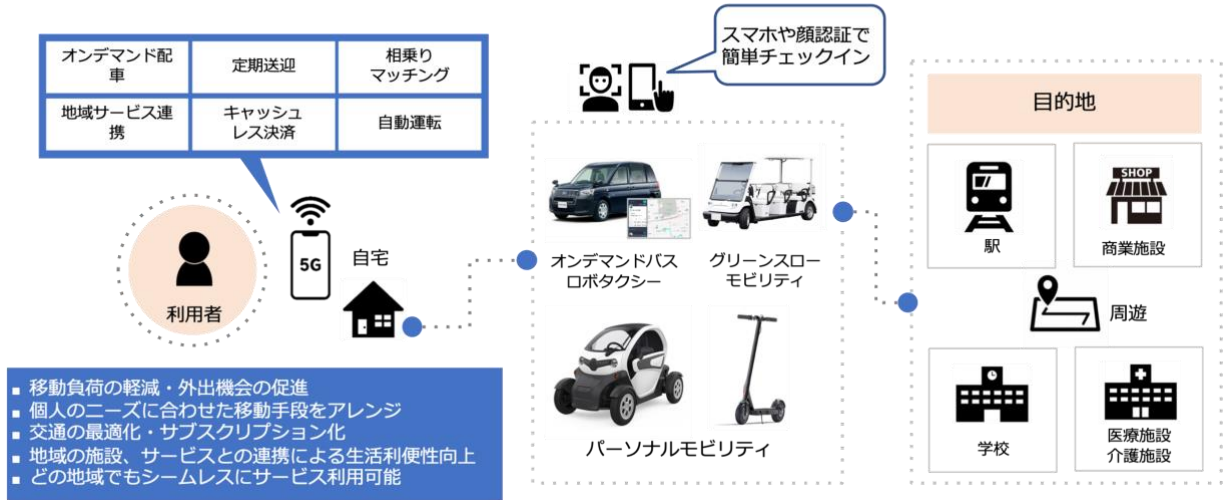 オンデマンド配
車
定期送迎
相乗り
マッチング
地域サービス連
携
キャッシュ
レス決済
自動運転
スマホや顔認証で
簡単チェックイン
利用者
5G
自宅
オンデマンドバス
ロボタクシー
グリーンスロー
モビリティ
パーソナルモビリティ
目的地
駅
SHOP
商業施設
周遊
学校
医療施設
介護施設
▪ 移動負荷の軽減・外出機会の促進
▪ 個人のニーズに合わせた移動手段をアレンジ
▪ 交通の最適化・サブスクリプション化
▪ 地域の施設、サービスとの連携による生活利便性向上
▪ どの地域でもシームレスにサービス利用可能